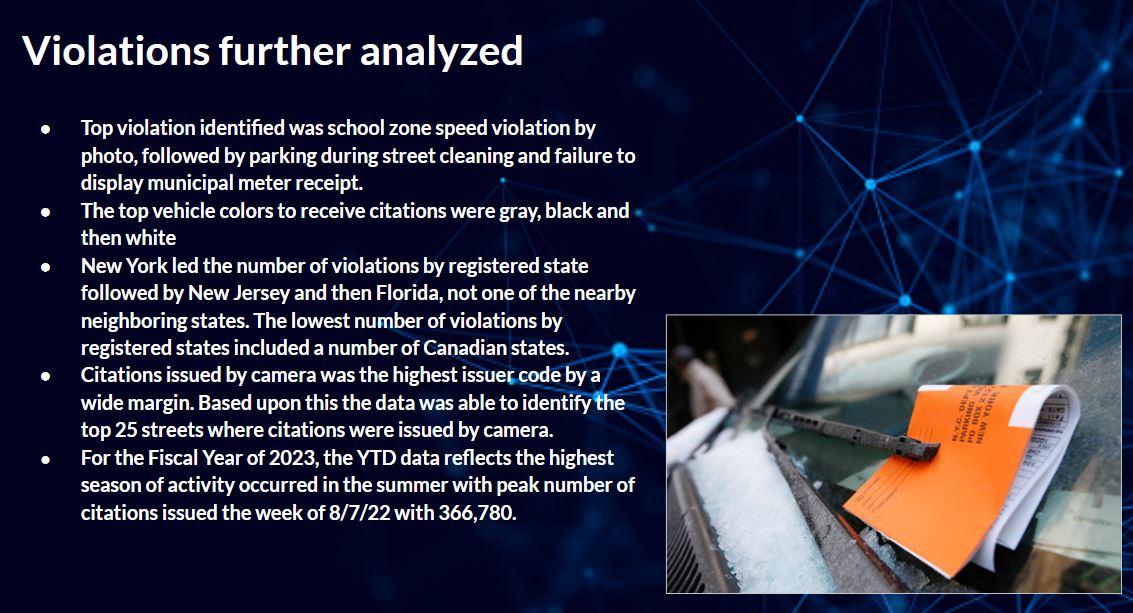 Violations further analyzed
● Top violation identified was school zone speed violation by
photo, followed by parking during street cleaning and failure to
display municipal meter receipt.
● The top vehicle colors to receive citations were gray, black and
then white
● New York led the number of violations by registered state
followed by New Jersey and then Florida, not one of the nearby
neighboring states. The lowest number of violations by
registered states included a number of Canadian states.
● Citations issued by camera was the highest issuer code by a
wide margin. Based upon this the data was able to identify the
top 25 streets where citations were issued by camera.
● For the Fiscal Year of 2023, the YTD data reflects the highest
season of activity occurred in the summer with peak number of
citations issued the week of 8/7/22 with 366,780.
N.Y.C. DEPT
PARKING
PO BOX
NEW YORK